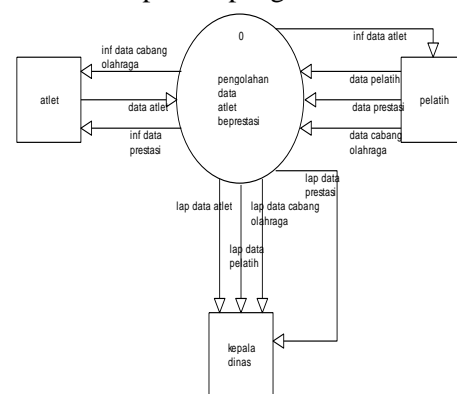 0
pengolahan
data
atlet
beprestasi
atlet
pelatih
kepala
dinas
inf data cabang
olahraga
data atlet
inf data
prestasi
inf data atlet
data pelatih
data prestasi
data cabang
olahraga
lap data atlet
lap data
pelatih
lap data cabang
olahraga
lap data
prestasi